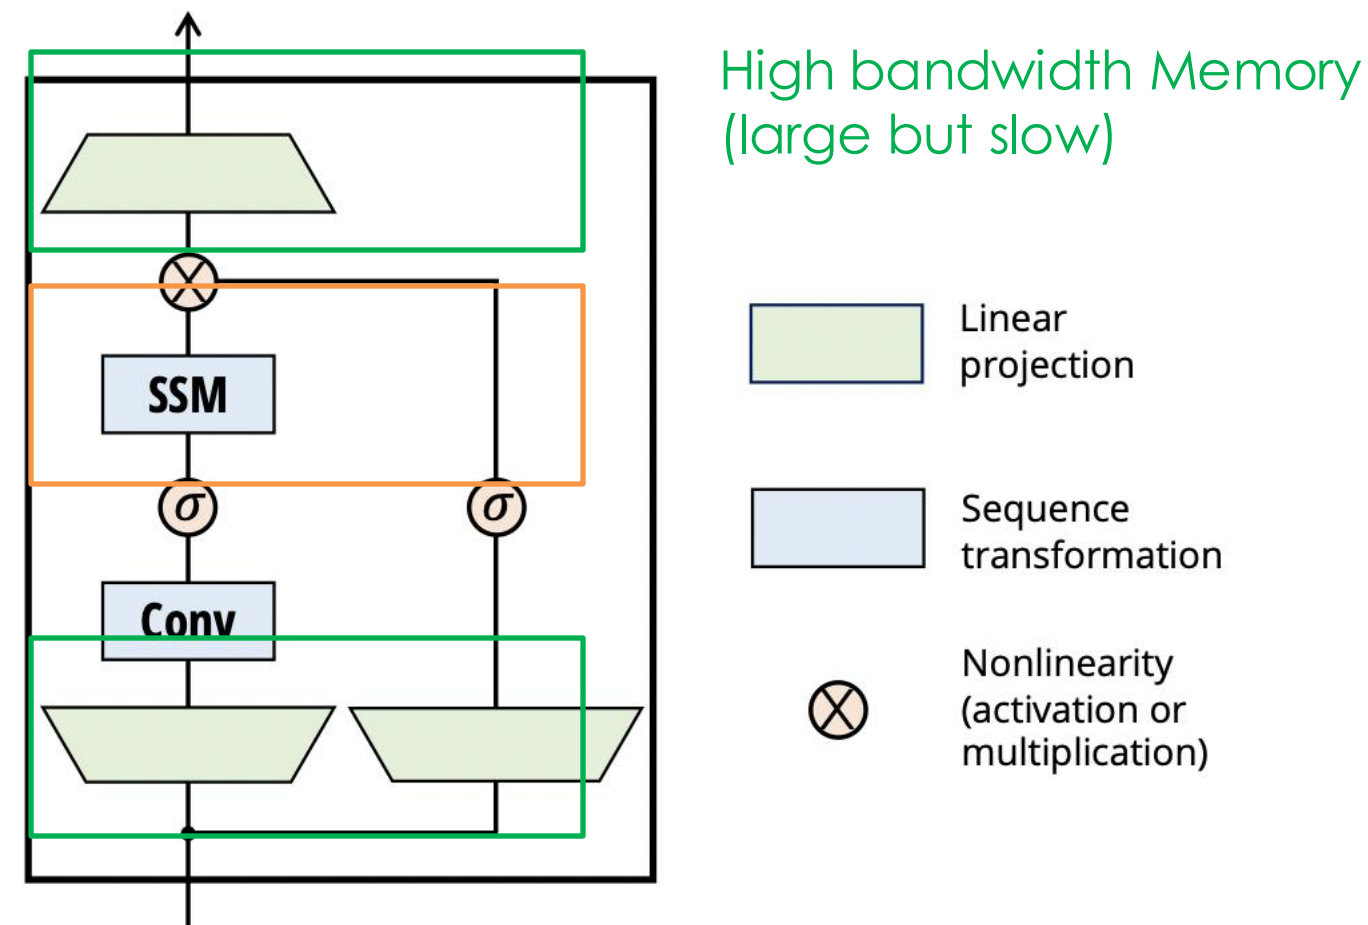 High bandwidth Memory
(large but slow)
X
SSM
σ
σ
Conv
Linear
projection
Sequence
transformation
Nonlinearity
(activation or
multiplication)
X